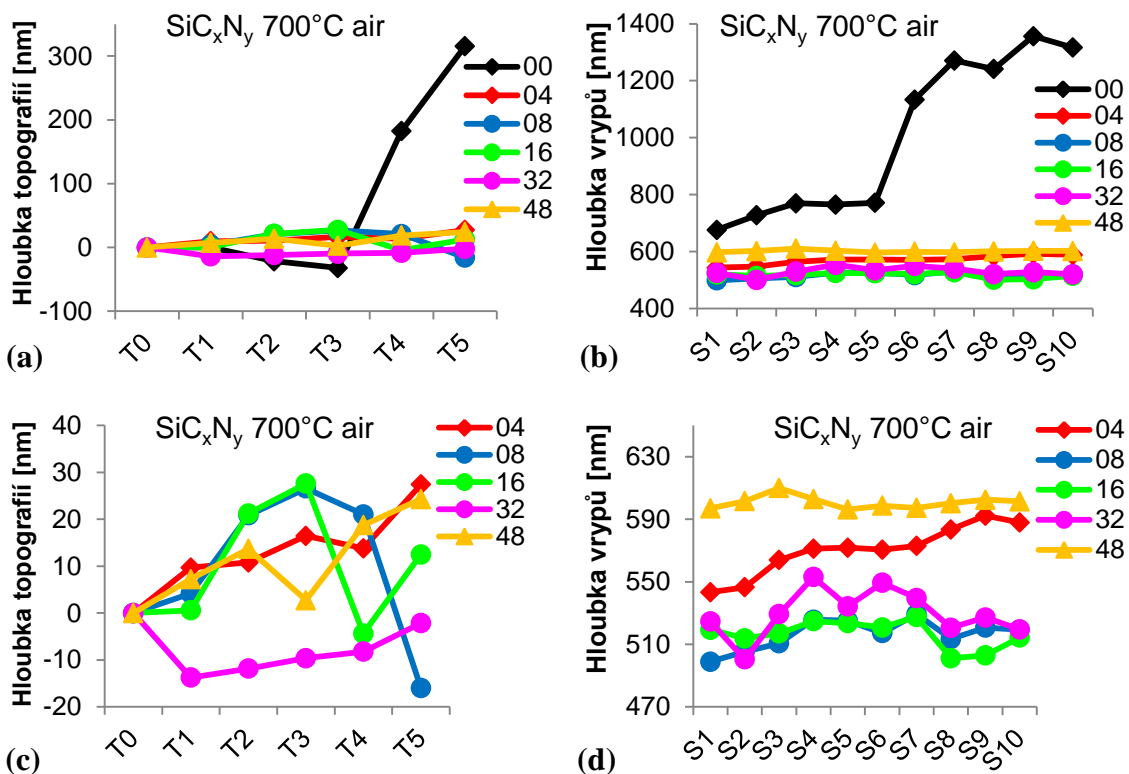 SiCxNy 700°C air
Hloubka topografií [nm]
300
200
100
0
-100
T0 T1 T2 T3 T4 T5
00
04
08
16
32
48
(a)
SiCxNy 700°C air
Hloubka vrypů [nm]
1400
1200
1000
800
600
400
S1 S2 S3 S4 S5 S6 S7 S8 S9 S10
00
04
08
16
32
48
(b)
SiCxNy 700°C air
Hloubka topografií [nm]
40
30
20
10
0
-10
-20
T0 T1 T2 T3 T4 T5
04
08
16
32
48
(c)
SiCxNy 700°C air
Hloubka vrypů [nm]
630
590
550
510
470
S1 S2 S3 S4 S5 S6 S7 S8 S9 S10
04
08
16
32
48
(d)